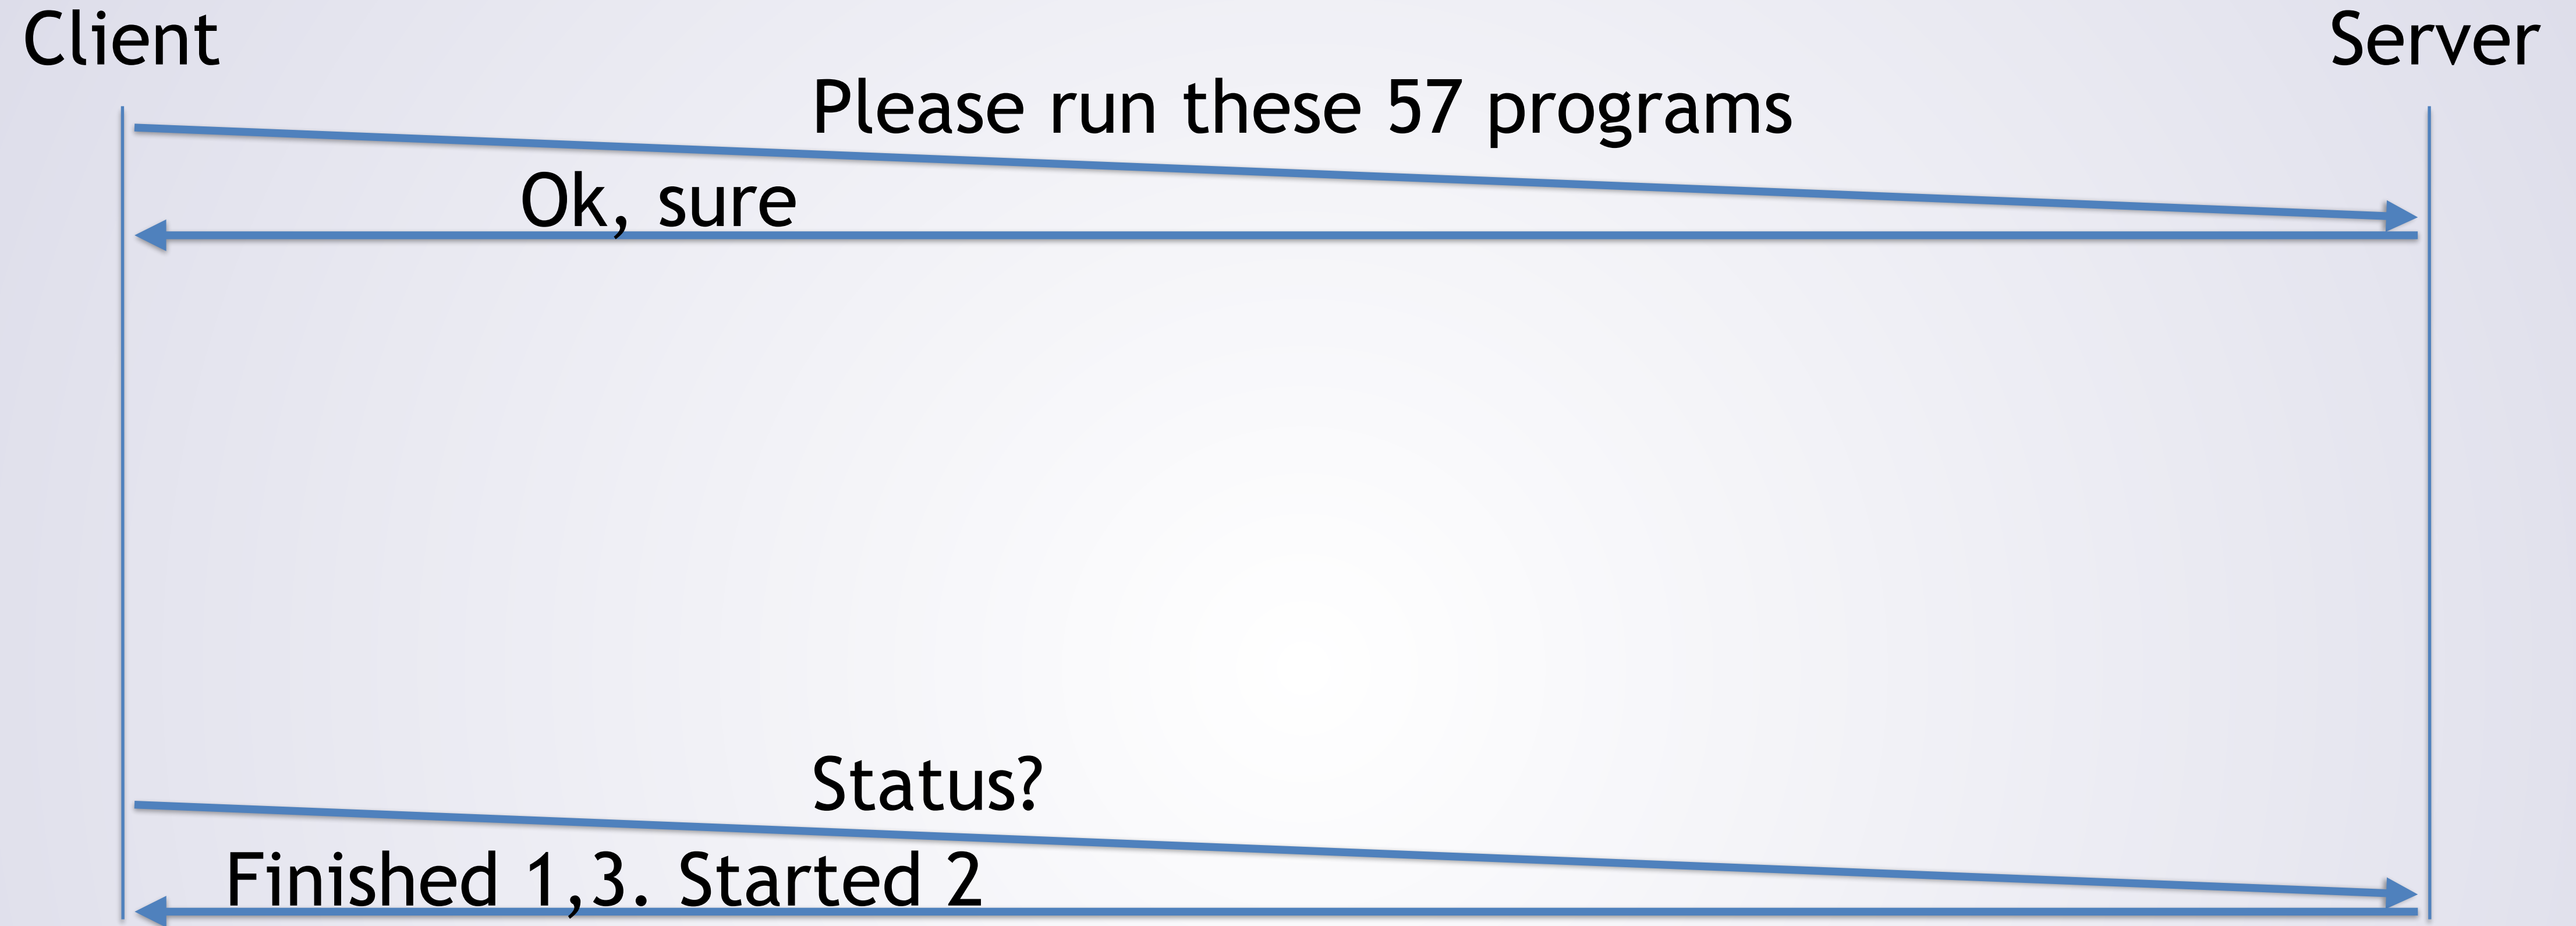 Client
Server
Please run these 57 programs
Ok, sure
Status?
Finished 1,3. Started 2